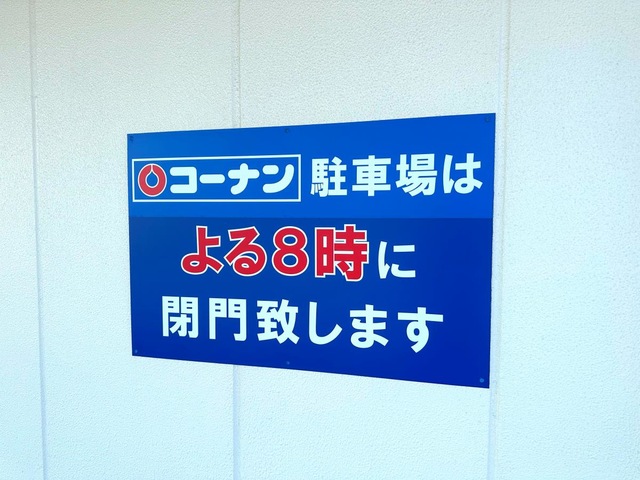 コーナン 駐車場は
よる8時に
閉門致します